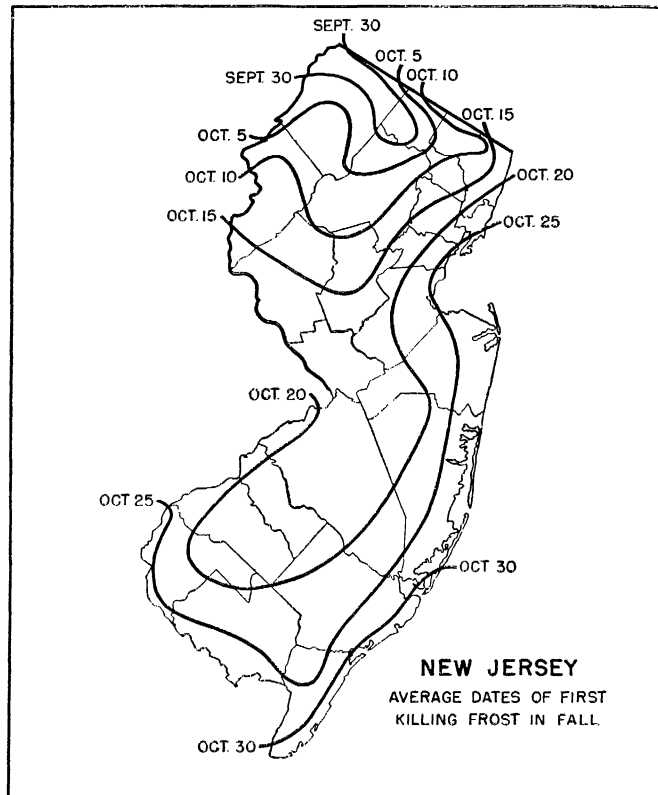 SEPT. 30
OCT. 5
OCT. 10
SEPT. 30
OCT. 15
OCT. 5
OCT. 10
OCT. 20
OCT. 15
OCT. 25
OCT. 20
OCT 25
OCT 30
NEW JERSEY
AVERAGE DATES OF FIRST
KILLING FROST IN FALL
OCT. 30